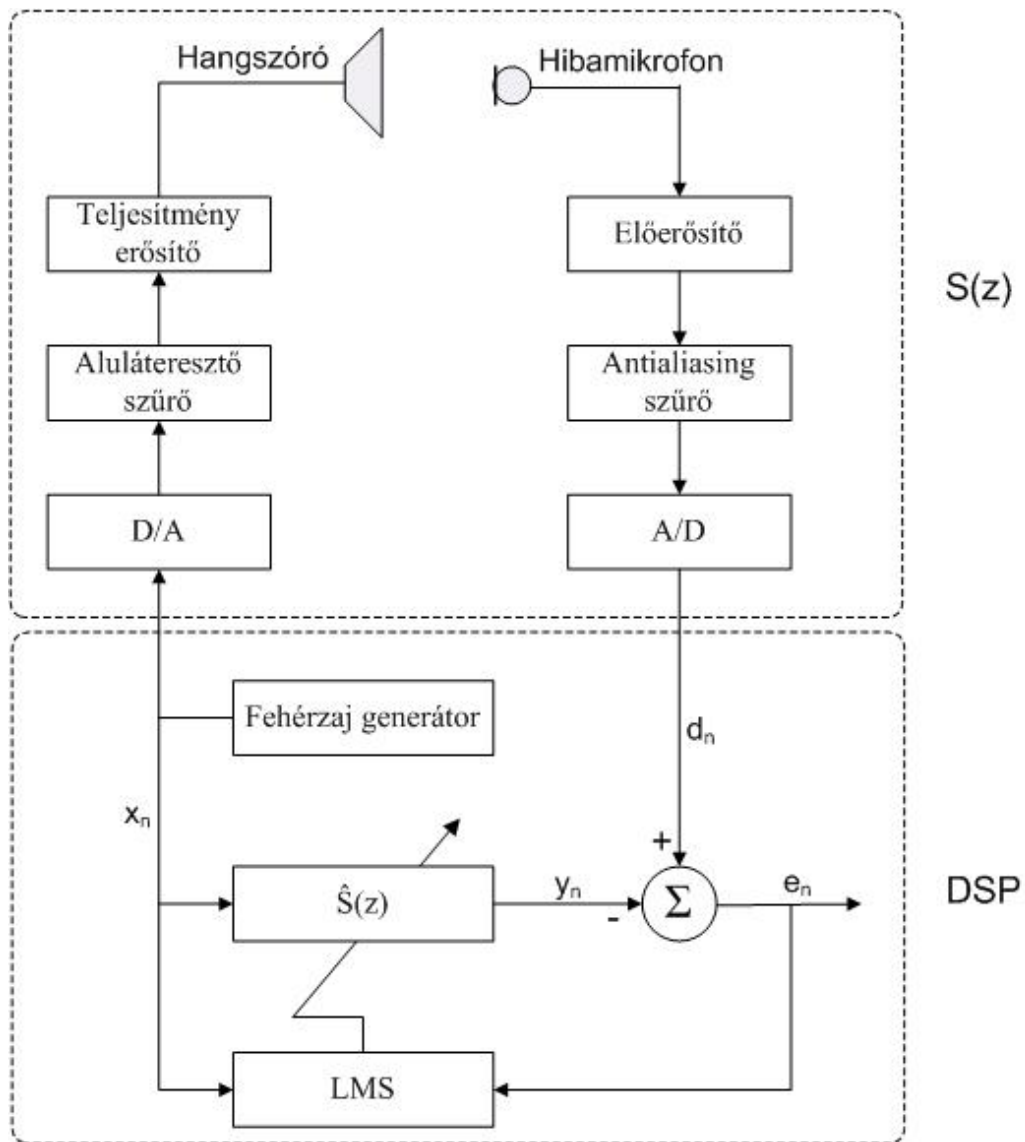 Hangszóró
Hibamikrofon
Teljesítmény
erősítő
Előerősítő
S(z)
Aluláteresztő
szűrő
Antialiasing
szűrő
D/A
A/D
Fehérzaj generátor
dₙ
xₙ
+
Ŝ(z)
yₙ
-
Σ
eₙ
DSP
LMS